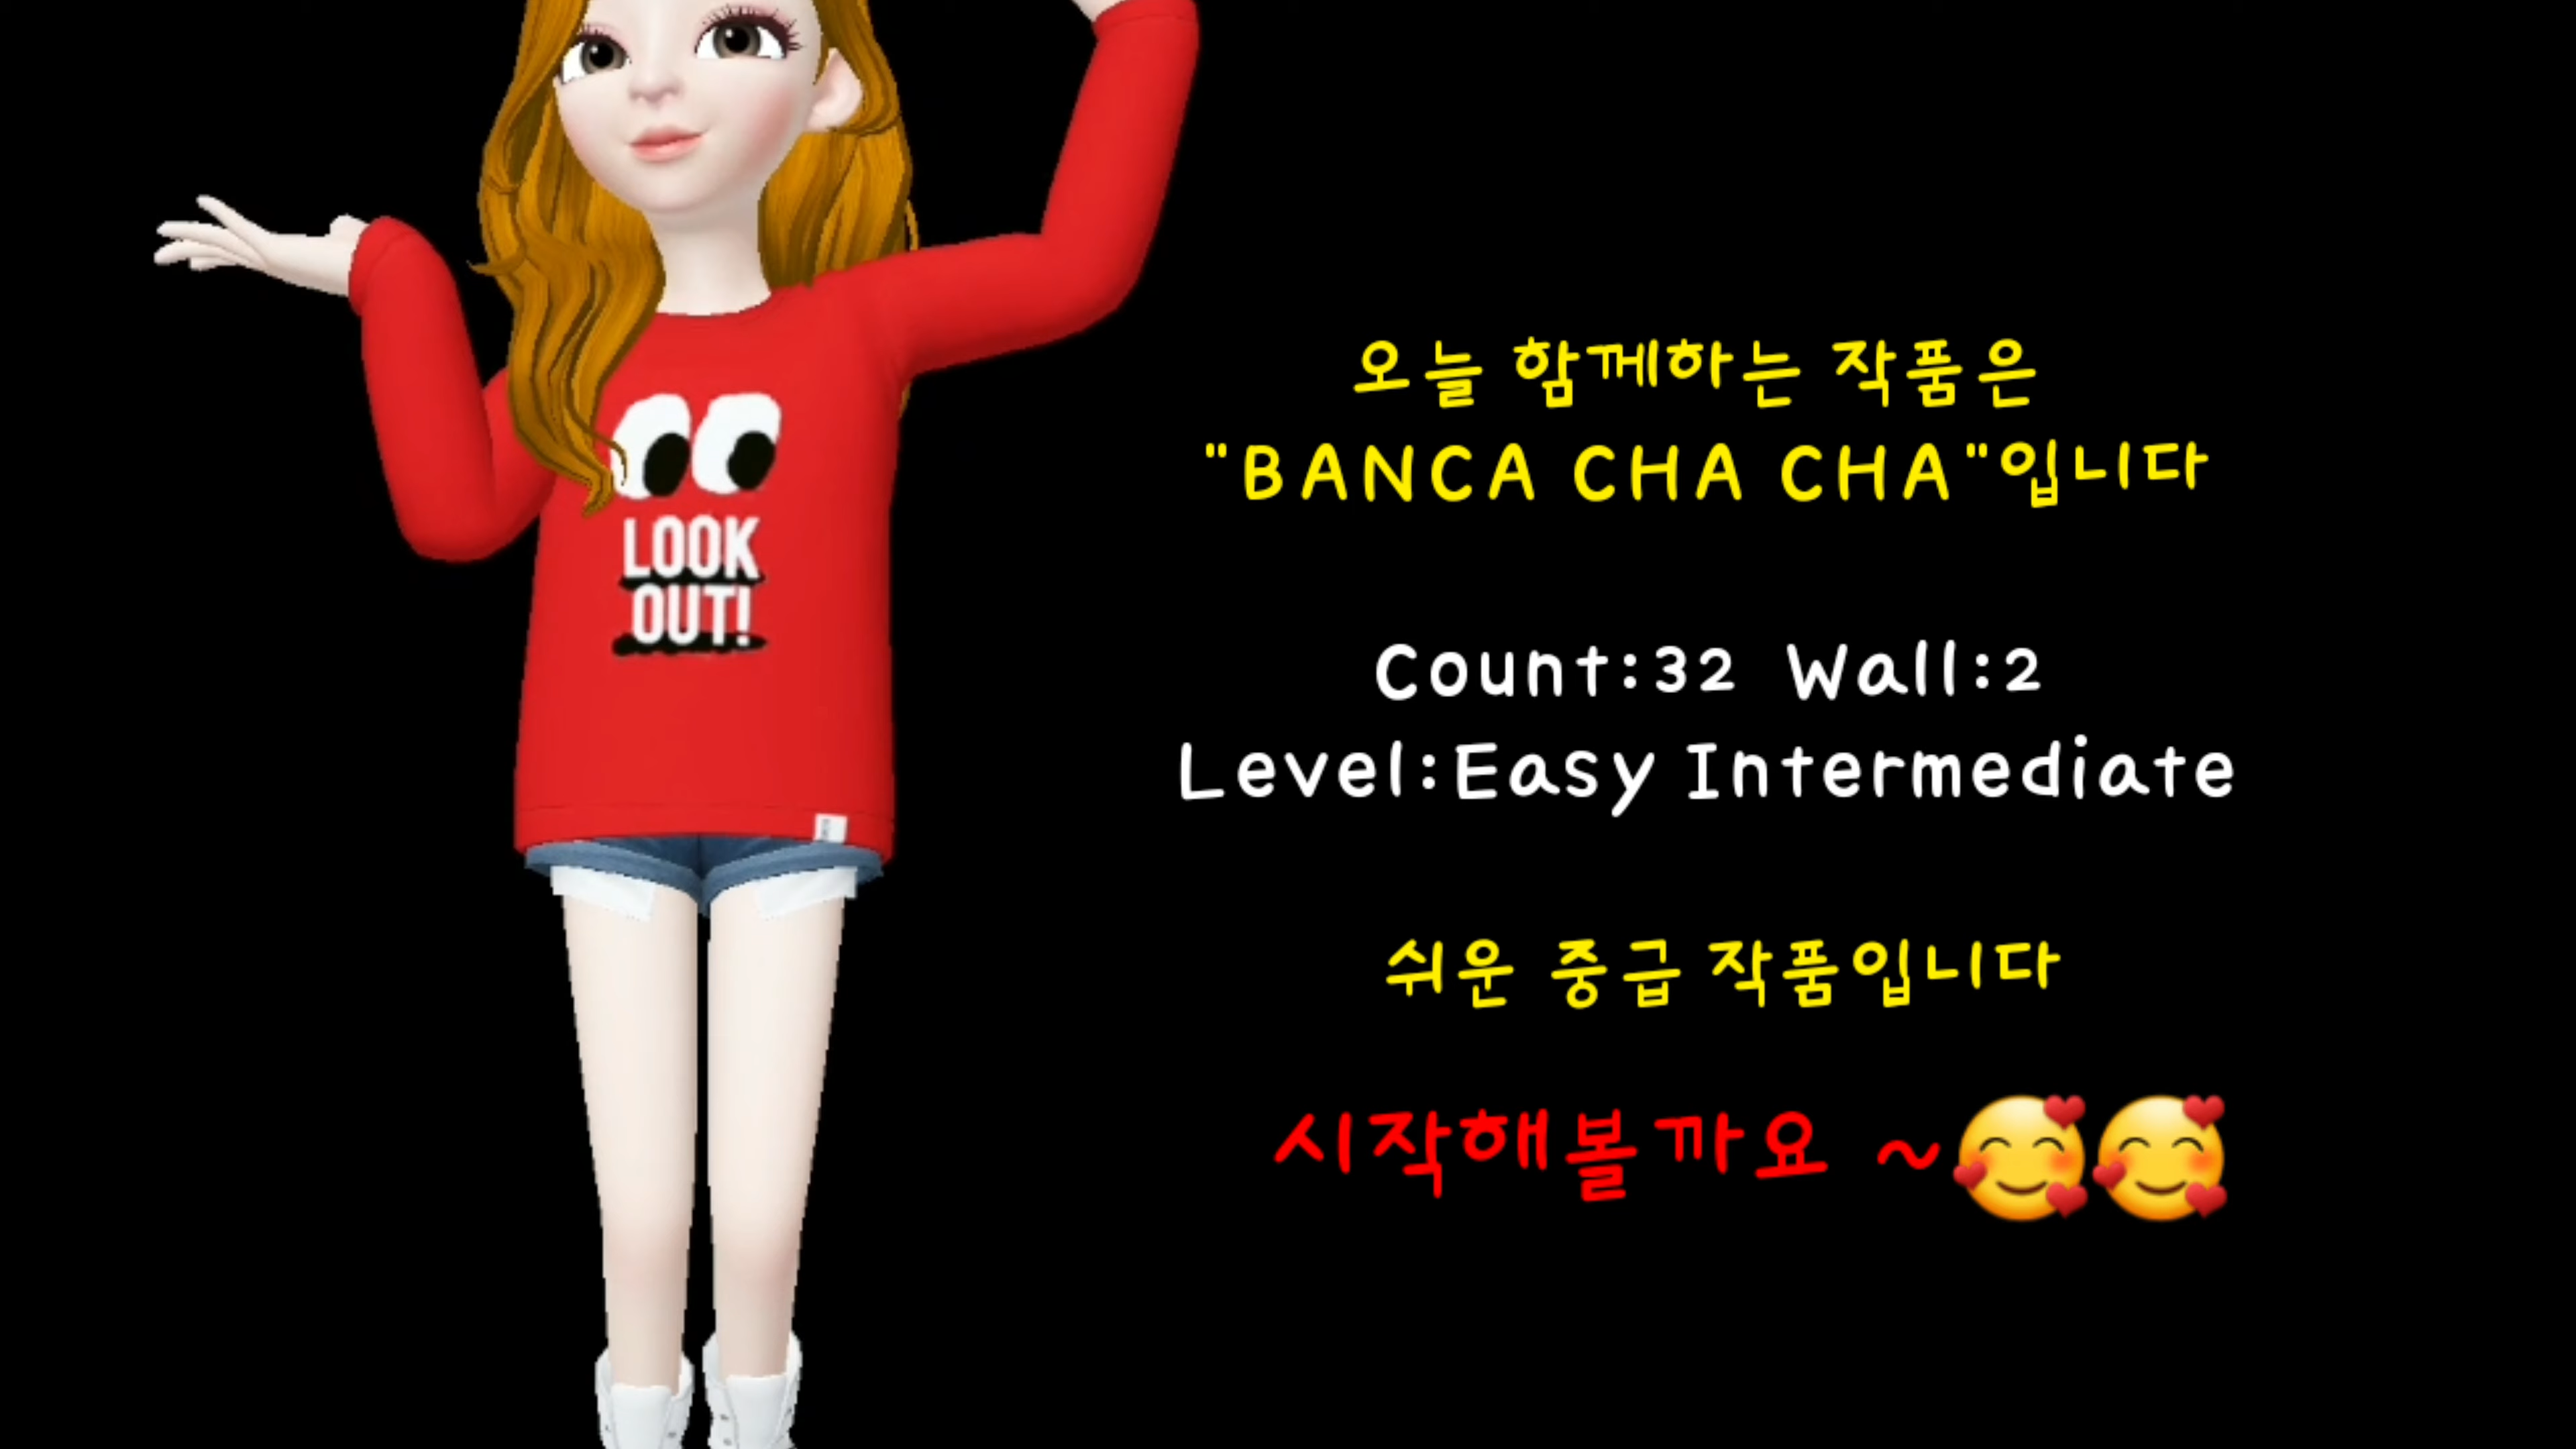 LOOK
OUT!
오늘 함께하는 작품은
"BANCA CHA CHA"입니다
Count:32 Wall:2
Level:Easy Intermediate
쉬운 중급 작품입니다
시작해볼까요 ~🥰🥰